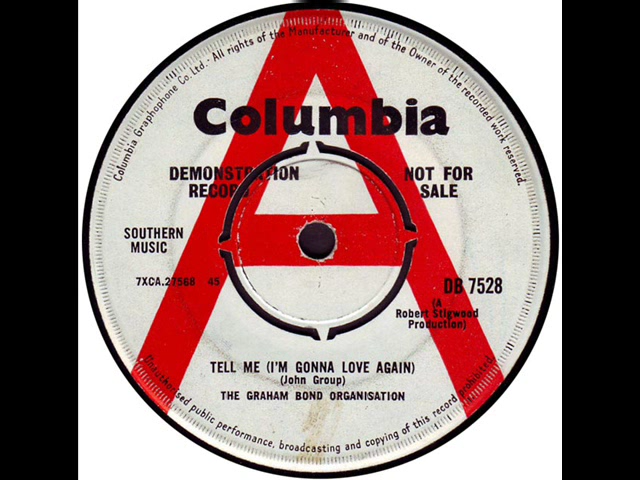 Columbia Graphophone Co. Ltd. · All rights of the Manufacturer and of the Owner of the recorded work reserved.
Columbia
DEMONSTRATION
RECORD
NOT FOR
SALE
SOUTHERN
MUSIC
7XCA.27568 45
DB 7528
(A
Robert Stigwood
Production)
TELL ME (I'M GONNA LOVE AGAIN)
(John Group)
THE GRAHAM BOND ORGANISATION
Unauthorised public performance, broadcasting and copying of this record prohibited.